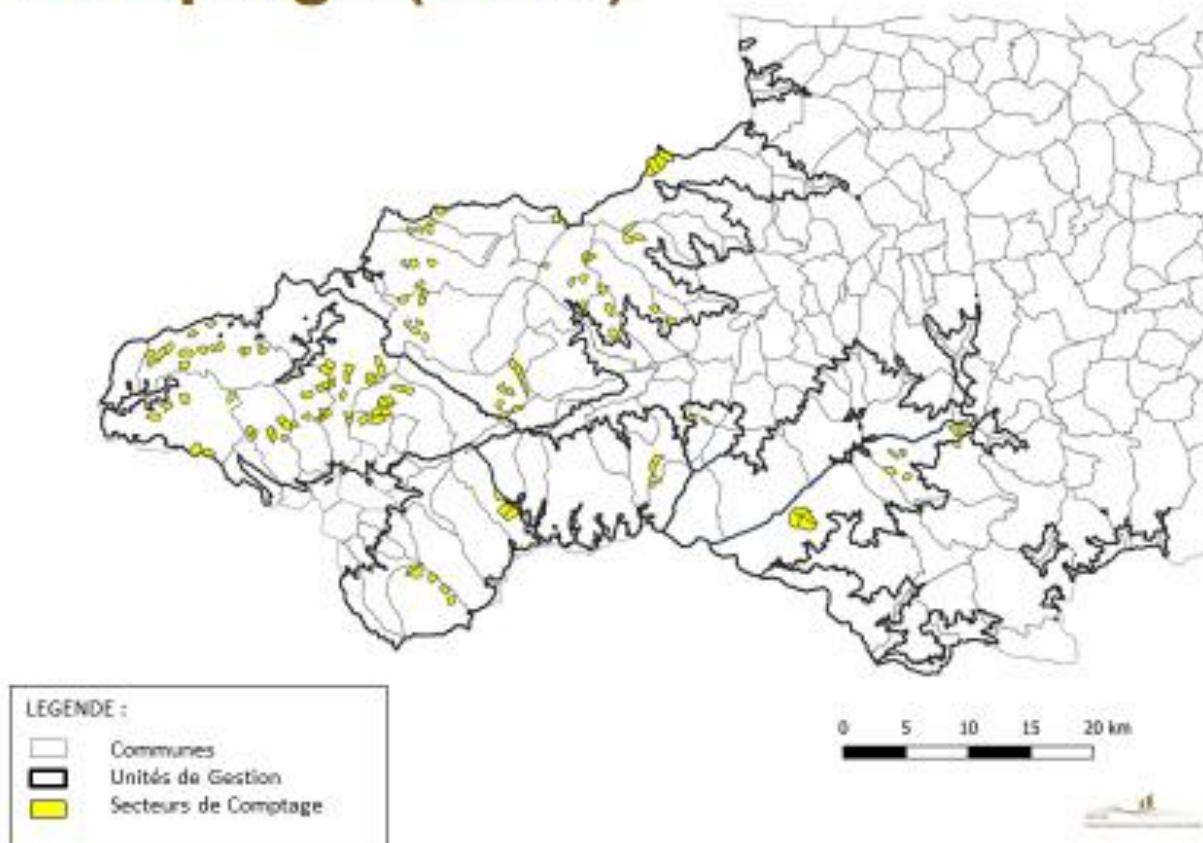 LEGENDE :
Communes
Unités de Gestion
Secteurs de Comptage
0 5 10 15 20 km